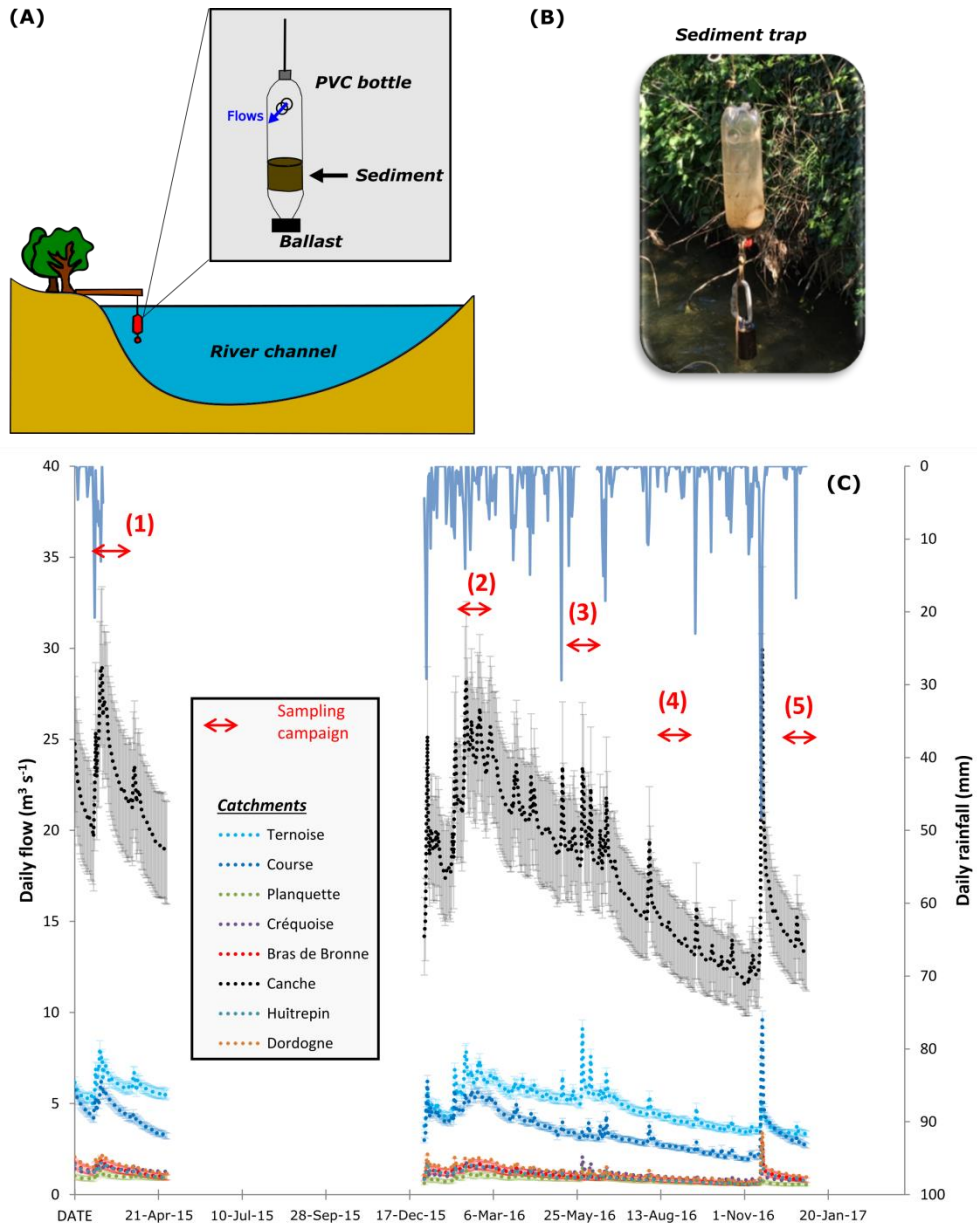 (A)
PVC bottle
Flows
Sediment
Ballast
River channel
(B)
Sediment trap
(C)
40
35
30
25
20
15
10
5
0
Daily flow (m³ s⁻¹)
0
10
20
30
40
50
60
70
80
90
100
Daily rainfall (mm)
(1)
(2)
(3)
(4)
(5)
Sampling
campaign
Catchments
Ternoise
Course
Planquette
Créquoise
Bras de Bronne
Canche
Huîtrepin
Dordogne
DATE 21-Apr-15 10-Jul-15 28-Sep-15 17-Dec-15 6-Mar-16 25-May-16 13-Aug-16 1-Nov-16 20-Jan-17